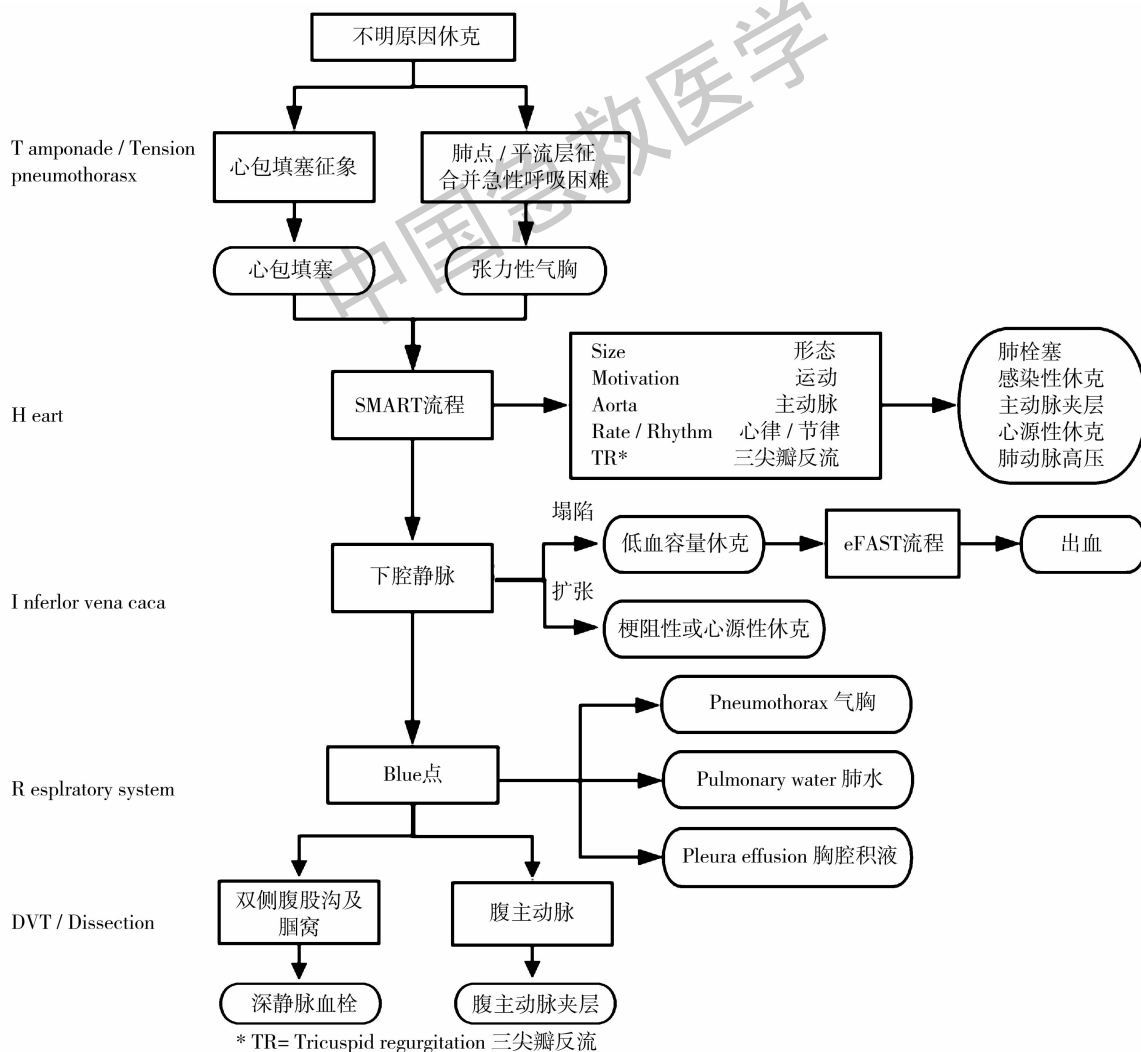 不明原因休克
T amponade / Tension
pneumothorasx
心包填塞征象
肺点 / 平流层征
合并急性呼吸困难
心包填塞
张力性气胸
中国急救医学
H eart
SMART流程
Size 形态
Motivation 运动
Aorta 主动脉
Rate / Rhythm 心律 / 节律
TR* 三尖瓣反流
肺栓塞
感染性休克
主动脉夹层
心源性休克
肺动脉高压
I nferlor vena caca
下腔静脉
塌陷
低血容量休克
eFAST流程
出血
扩张
梗阻性或心源性休克
R esplratory system
Blue点
Pneumothorax 气胸
Pulmonary water 肺水
Pleura effusion 胸腔积液
DVT / Dissection
双侧腹股沟及
腘窝
腹主动脉
深静脉血栓
腹主动脉夹层
* TR= Tricuspid regurgitation 三尖瓣反流